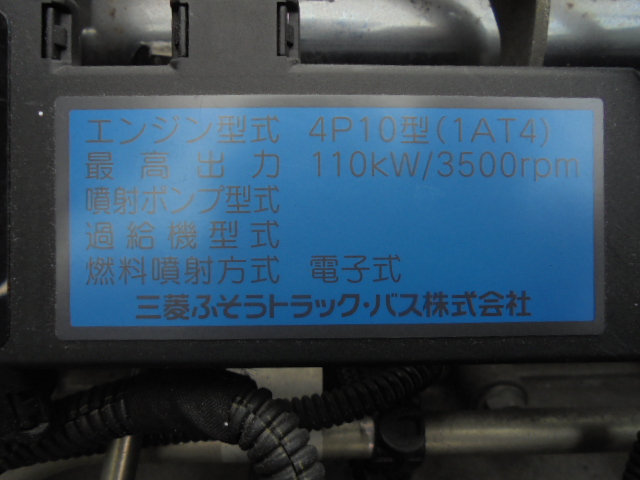 エンジン型式 4P10型(1AT4)
最高出力 110kW/3500rpm
噴射ポンプ型式
過給機型式
燃料噴射方式 電子式
三菱ふそうトラック・バス株式会社